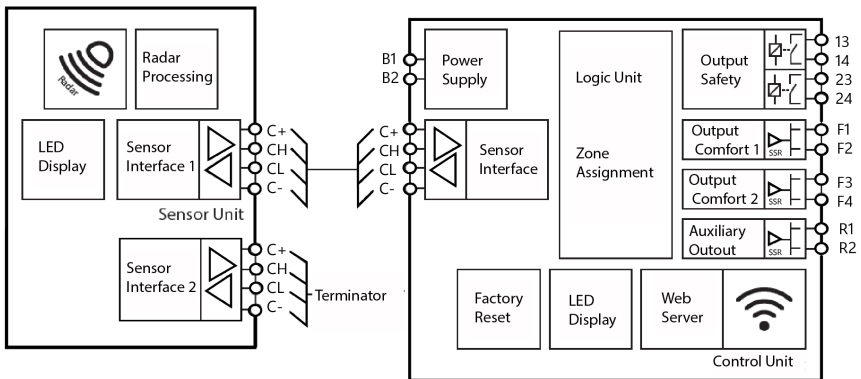 Radar
Radar
Processing
LED
Display
Sensor
Interface 1
C+
CH
CL
C-
Sensor Unit
Sensor
Interface 2
C+
CH
CL
C-
Terminator
B1
B2
Power
Supply
C+
CH
CL
C-
Sensor
Interface
Logic Unit
Zone
Assignment
Output
Safety
13
14
23
24
Output
Comfort 1
SSR
F1
F2
Output
Comfort 2
SSR
F3
F4
Auxiliary
Outout
SSR
R1
R2
Factory
Reset
LED
Display
Web
Server
Control Unit